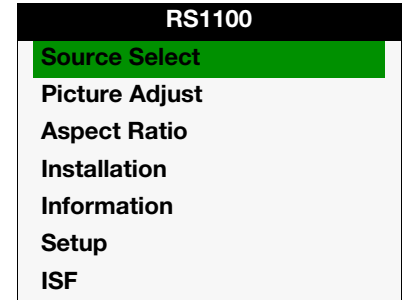 RS1100
Source Select
Picture Adjust
Aspect Ratio
Installation
Information
Setup
ISF